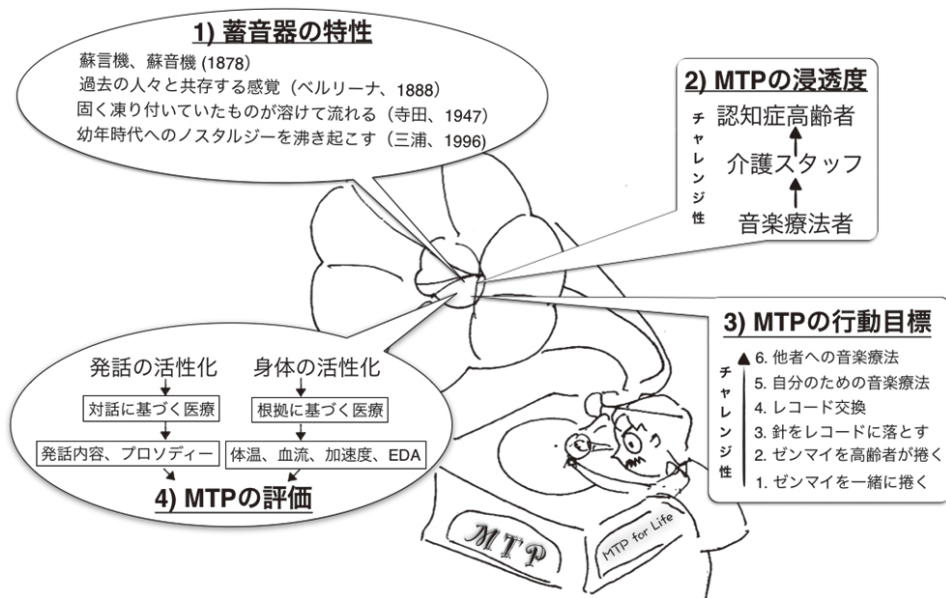 1) 蓄音器の特性
蘇言機、蘇音機 (1878)
過去の人々と共存する感覚（ベルリーナ、1888）
固く凍り付いていたものが溶けて流れる（寺田、1947）
幼年時代へのノスタルジーを沸き起こす（三浦、1996)
2) MTPの浸透度
チャレンジ性
認知症高齢者
介護スタッフ
音楽療法者
3) MTPの行動目標
チャレンジ性
6. 他者への音楽療法
5. 自分のための音楽療法
4. レコード交換
3. 針をレコードに落とす
2. ゼンマイを高齢者が捲く
1. ゼンマイを一緒に捲く
発話の活性化 身体の活性化
対話に基づく医療 根拠に基づく医療
発話内容、プロソディー 体温、血流、加速度、EDA
4) MTPの評価
MTP
MTP for Life